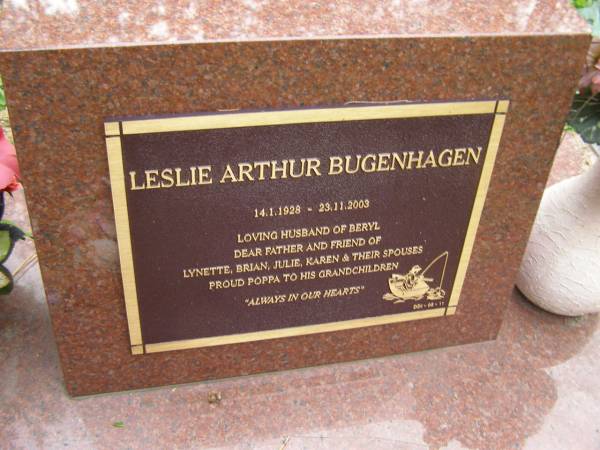 LESLIE ARTHUR BUGENHAGEN
14.1.1928 - 23.11.2003
LOVING HUSBAND OF BERYL
DEAR FATHER AND FRIEND OF
LYNETTE, BRIAN, JULIE, KAREN & THEIR SPOUSES
PROUD POPPA TO HIS GRANDCHILDREN
"ALWAYS IN OUR HEARTS"